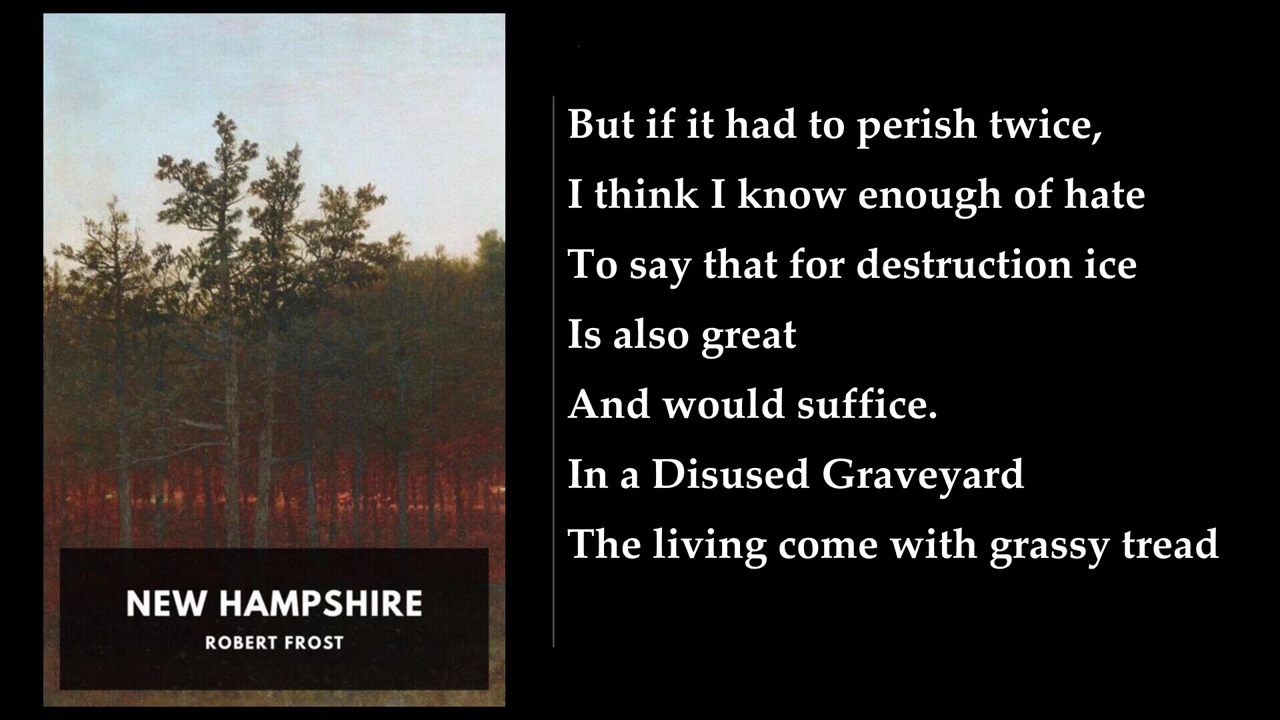 NEW HAMPSHIRE
ROBERT FROST
But if it had to perish twice,
I think I know enough of hate
To say that for destruction ice
Is also great
And would suffice.
In a Disused Graveyard
The living come with grassy tread